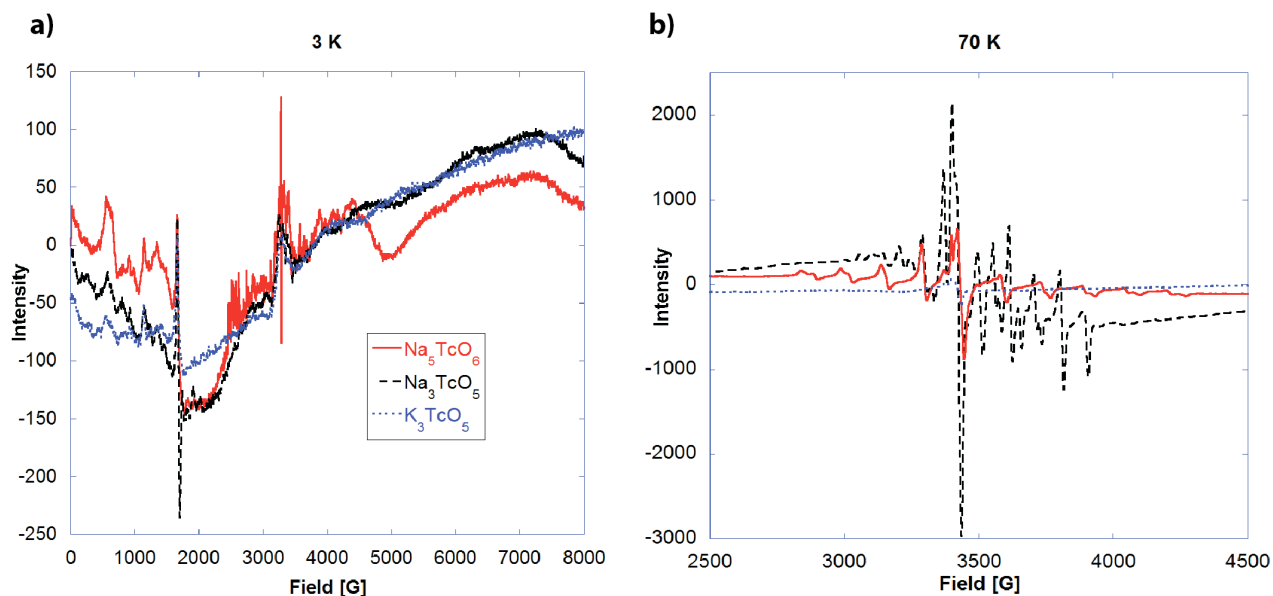 a)
3 K
Intensity
150
100
50
0
-50
-100
-150
-200
-250
0 1000 2000 3000 4000 5000 6000 7000 8000
Field [G]
Na₅TcO₆
Na₃TcO₅
K₃TcO₅
b)
70 K
Intensity
2000
1000
0
-1000
-2000
-3000
2500 3000 3500 4000 4500
Field [G]